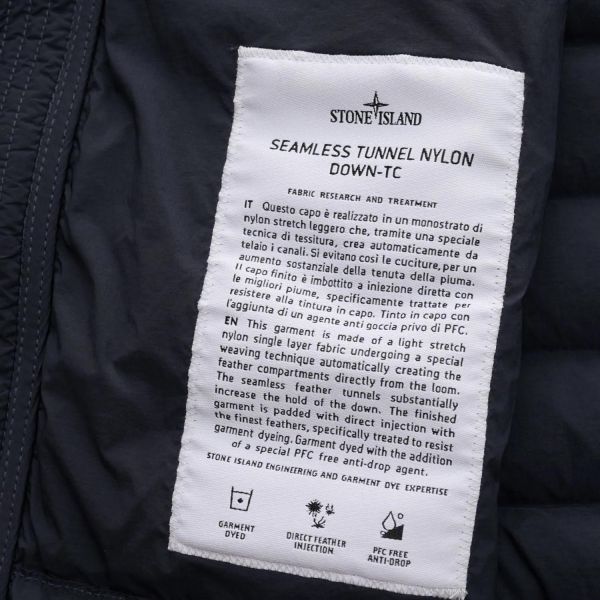 STONE ISLAND
SEAMLESS TUNNEL NYLON
DOWN-TC
FABRIC RESEARCH AND TREATMENT
IT Questo capo è realizzato in un monostrato di
nylon stretch leggero che, tramite una speciale
tecnica di tessitura, crea automaticamente da
telaio i canali. Si evitano così le cuciture, per un
aumento sostanziale della tenuta della piuma.
Il capo finito è imbottito a iniezione diretta con
le migliori piume, specificamente trattate per
resistere alla tintura in capo. Tinto in capo con
l'aggiunta di un agente anti goccia privo di PFC.
EN This garment is made of a light stretch
nylon single layer fabric undergoing a special
weaving technique automatically creating the
feather compartments directly from the loom.
The seamless feather tunnels substantially
increase the hold of the down. The finished
garment is padded with direct injection with
the finest feathers, specifically treated to resist
garment dyeing. Garment dyed with the addition
of a special PFC free anti-drop agent.
STONE ISLAND ENGINEERING AND GARMENT DYE EXPERTISE
GARMENT
DYED
DIRECT FEATHER
INJECTION
PFC FREE
ANTI-DROP